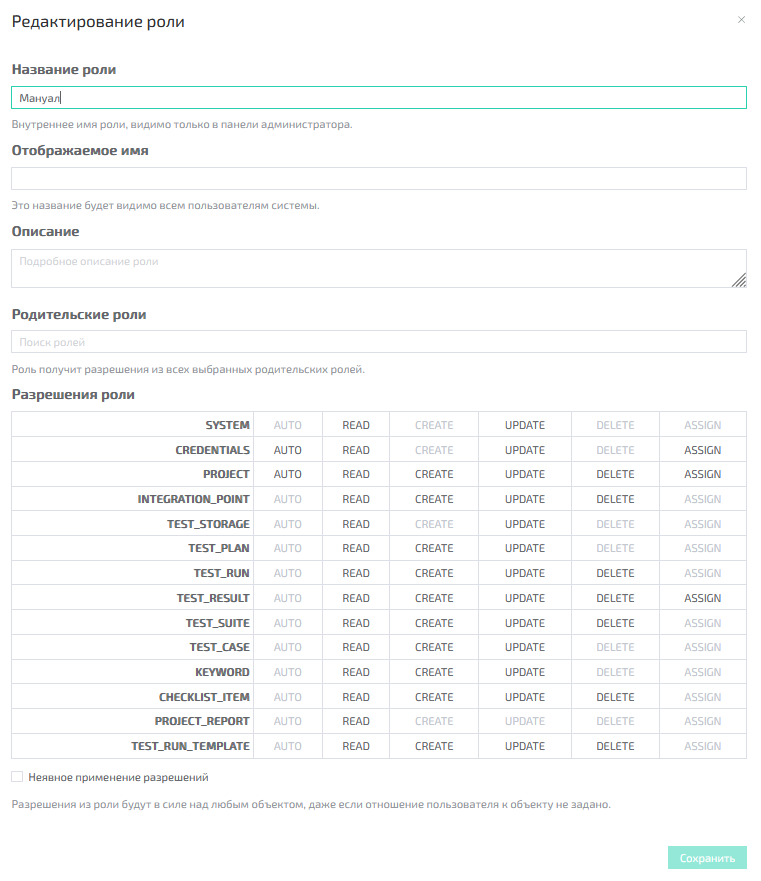 Редактирование роли
Название роли
Мануал
Внутреннее имя роли, видимо только в панели администратора.
Отображаемое имя
Это название будет видимо всем пользователям системы.
Описание
Подробное описание роли
Родительские роли
Поиск ролей
Роль получит разрешения из всех выбранных родительских ролей.
Разрешения роли
SYSTEM AUTO READ CREATE UPDATE DELETE ASSIGN
CREDENTIALS AUTO READ CREATE UPDATE DELETE ASSIGN
PROJECT AUTO READ CREATE UPDATE DELETE ASSIGN
INTEGRATION_POINT AUTO READ CREATE UPDATE DELETE ASSIGN
TEST_STORAGE AUTO READ CREATE UPDATE DELETE ASSIGN
TEST_PLAN AUTO READ CREATE UPDATE DELETE ASSIGN
TEST_RUN AUTO READ CREATE UPDATE DELETE ASSIGN
TEST_RESULT AUTO READ CREATE UPDATE DELETE ASSIGN
TEST_SUITE AUTO READ CREATE UPDATE DELETE ASSIGN
TEST_CASE AUTO READ CREATE UPDATE DELETE ASSIGN
KEYWORD AUTO READ CREATE UPDATE DELETE ASSIGN
CHECKLIST_ITEM AUTO READ CREATE UPDATE DELETE ASSIGN
PROJECT_REPORT AUTO READ CREATE UPDATE DELETE ASSIGN
TEST_RUN_TEMPLATE AUTO READ CREATE UPDATE DELETE ASSIGN
Неявное применение разрешений
Разрешения из роли будут в силе над любым объектом, даже если отношение пользователя к объекту не задано.
Сохранить